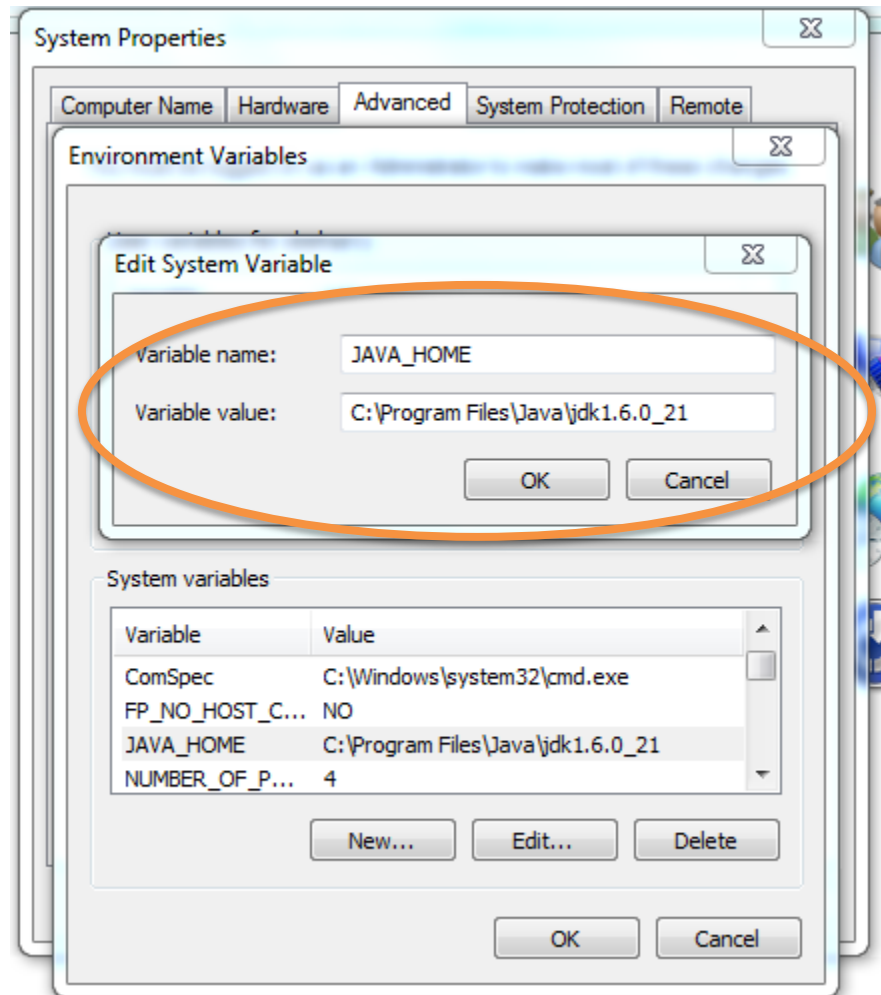 System Properties
Computer Name Hardware Advanced System Protection Remote
Environment Variables
Edit System Variable
Variable name: JAVA_HOME
Variable value: C:\Program Files\Java\jdk1.6.0_21
OK Cancel
System variables
Variable Value
ComSpec C:\Windows\system32\cmd.exe
FP_NO_HOST_C... NO
JAVA_HOME C:\Program Files\Java\jdk1.6.0_21
NUMBER_OF_P... 4
New... Edit... Delete
OK Cancel